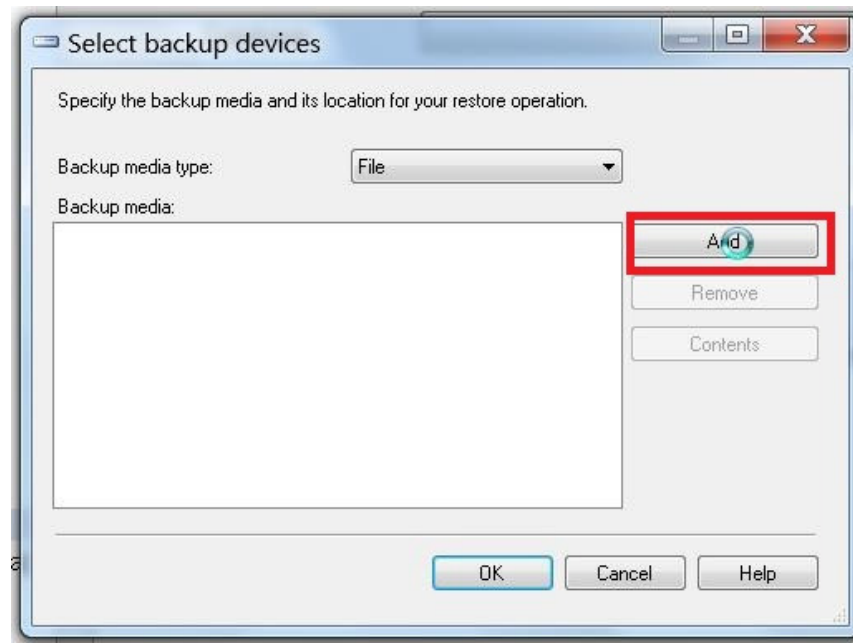 Select backup devices
Specify the backup media and its location for your restore operation.
Backup media type:
File
Backup media:
Add
Remove
Contents
OK
Cancel
Help
a